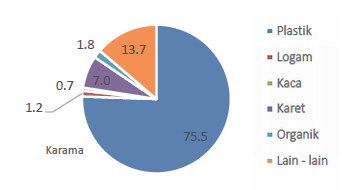 1.8
13.7
7.0
0.7
1.2
75.5
Karama
Plastik
Logam
Kaca
Karet
Organik
Lain - lain